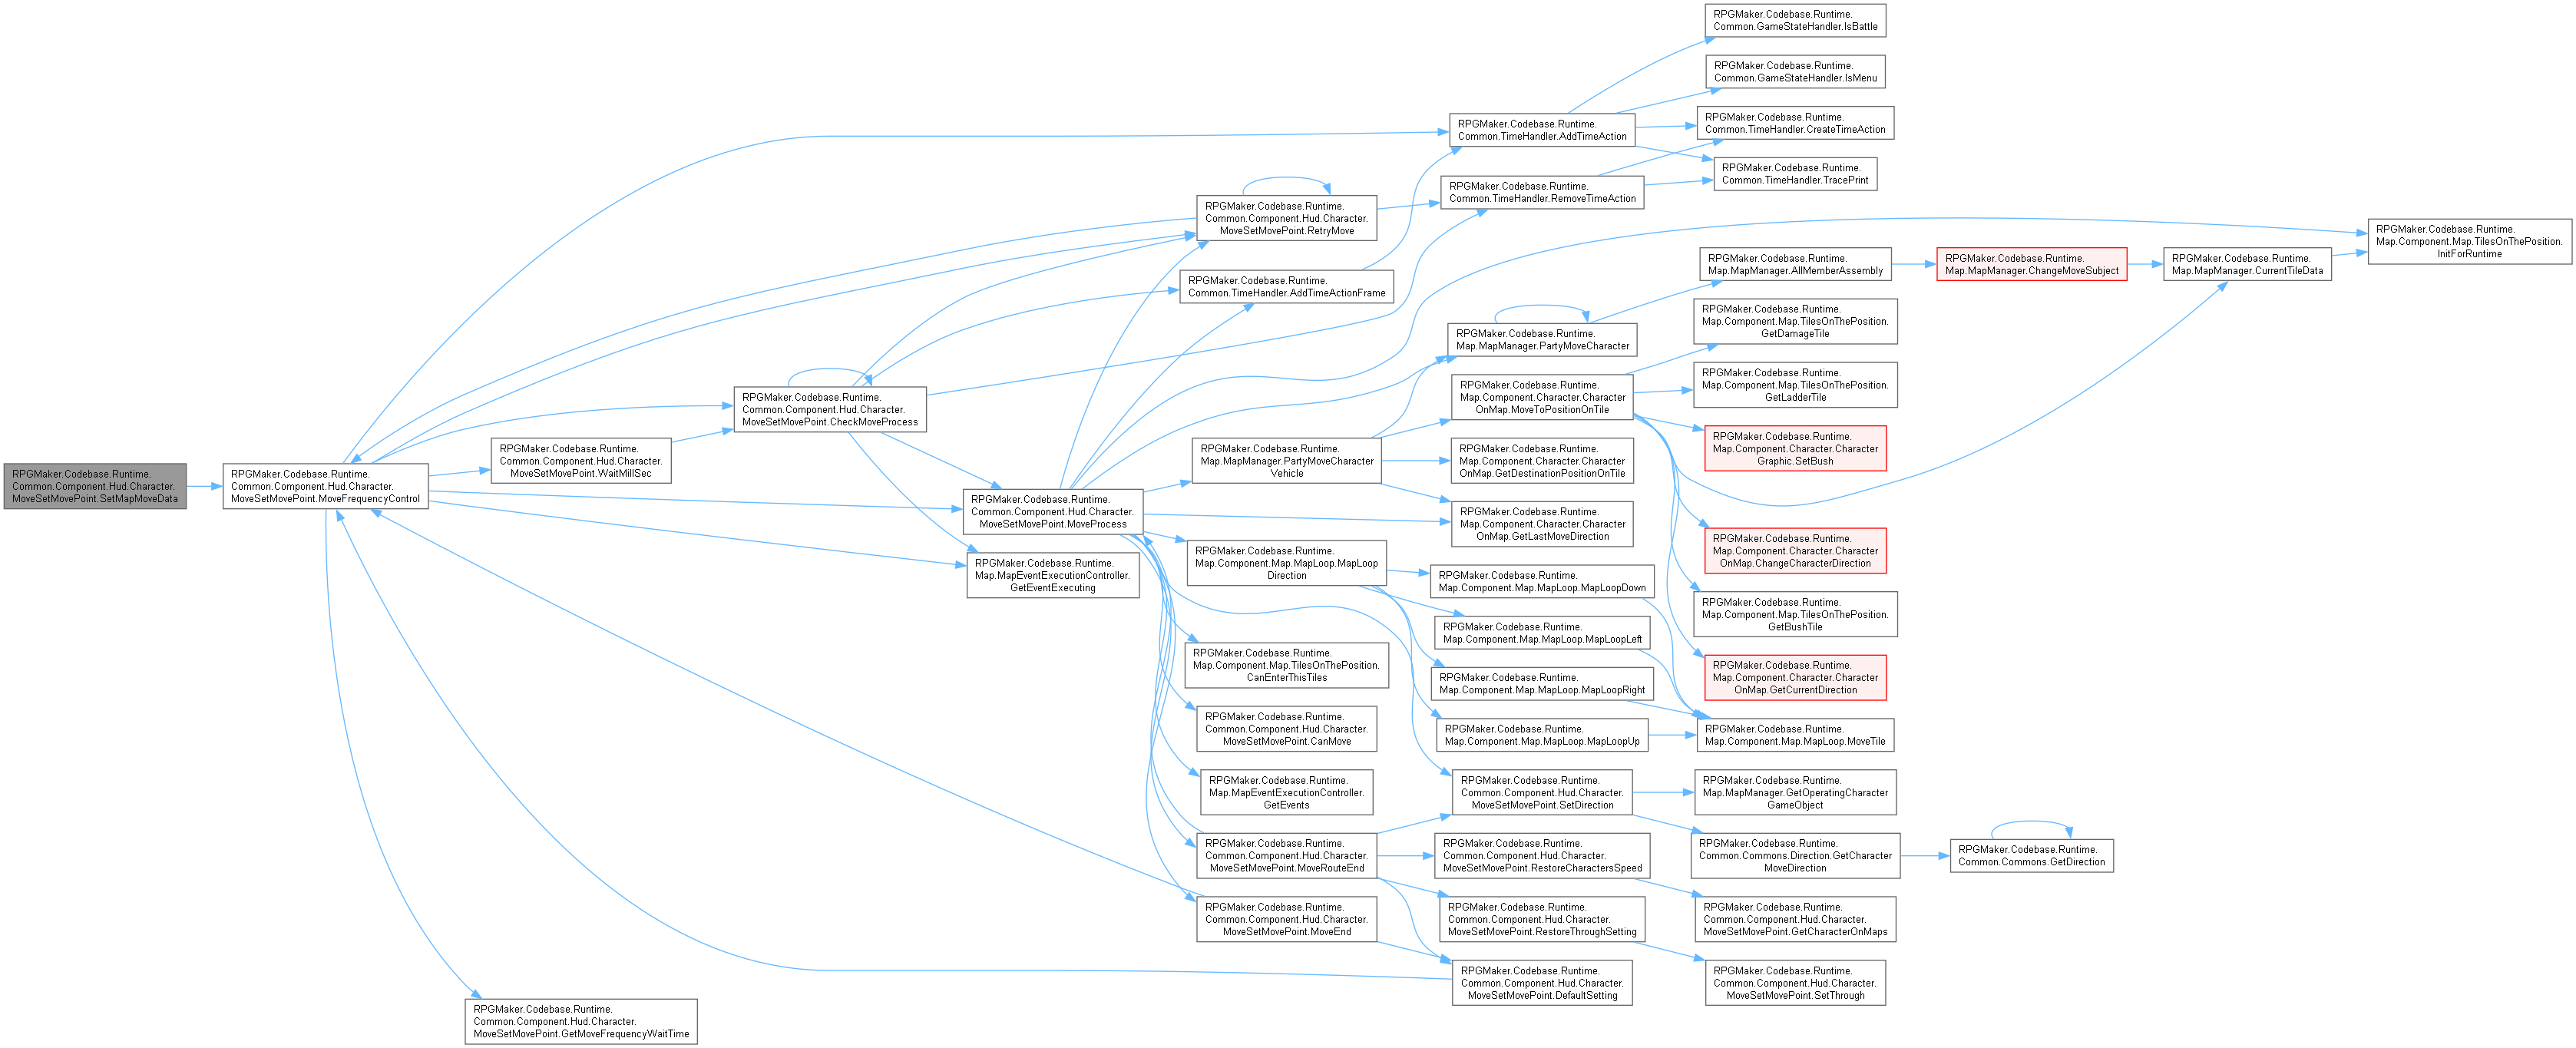 RPGMaker.Codebase.Runtime.
Common.Component.Hud.Character.
MoveSetMovePoint.SetMapMoveData
RPGMaker.Codebase.Runtime.
Common.Component.Hud.Character.
MoveSetMovePoint.MoveFrequencyControl
RPGMaker.Codebase.Runtime.
Common.Component.Hud.Character.
MoveSetMovePoint.WaitMillSec
RPGMaker.Codebase.Runtime.
Common.Component.Hud.Character.
MoveSetMovePoint.GetMoveFrequencyWaitTime
RPGMaker.Codebase.Runtime.
Common.Component.Hud.Character.
MoveSetMovePoint.CheckMoveProcess
RPGMaker.Codebase.Runtime.
Common.Component.Hud.Character.
MoveSetMovePoint.MoveProcess
RPGMaker.Codebase.Runtime.
Map.MapEventExecutionController.
GetEventExecuting
RPGMaker.Codebase.Runtime.
Common.Component.Hud.Character.
MoveSetMovePoint.RetryMove
RPGMaker.Codebase.Runtime.
Common.TimeHandler.AddTimeActionFrame
RPGMaker.Codebase.Runtime.
Map.MapManager.PartyMoveCharacter
Vehicle
RPGMaker.Codebase.Runtime.
Map.Component.Map.MapLoop.MapLoop
Direction
RPGMaker.Codebase.Runtime.
Map.Component.Map.TilesOnThePosition.
CanEnterThisTiles
RPGMaker.Codebase.Runtime.
Common.Component.Hud.Character.
MoveSetMovePoint.CanMove
RPGMaker.Codebase.Runtime.
Map.MapEventExecutionController.
GetEvents
RPGMaker.Codebase.Runtime.
Common.Component.Hud.Character.
MoveSetMovePoint.MoveRouteEnd
RPGMaker.Codebase.Runtime.
Common.Component.Hud.Character.
MoveSetMovePoint.MoveEnd
RPGMaker.Codebase.Runtime.
Common.TimeHandler.AddTimeAction
RPGMaker.Codebase.Runtime.
Common.TimeHandler.RemoveTimeAction
RPGMaker.Codebase.Runtime.
Map.MapManager.PartyMoveCharacter
RPGMaker.Codebase.Runtime.
Map.Component.Character.Character
OnMap.MoveToPositionOnTile
RPGMaker.Codebase.Runtime.
Map.Component.Character.Character
OnMap.GetDestinationPositionOnTile
RPGMaker.Codebase.Runtime.
Map.Component.Character.Character
OnMap.GetLastMoveDirection
RPGMaker.Codebase.Runtime.
Map.Component.Map.MapLoop.MapLoopDown
RPGMaker.Codebase.Runtime.
Map.Component.Map.MapLoop.MapLoopLeft
RPGMaker.Codebase.Runtime.
Map.Component.Map.MapLoop.MapLoopRight
RPGMaker.Codebase.Runtime.
Map.Component.Map.MapLoop.MapLoopUp
RPGMaker.Codebase.Runtime.
Common.Component.Hud.Character.
MoveSetMovePoint.SetDirection
RPGMaker.Codebase.Runtime.
Common.Component.Hud.Character.
MoveSetMovePoint.RestoreCharactersSpeed
RPGMaker.Codebase.Runtime.
Common.Component.Hud.Character.
MoveSetMovePoint.RestoreThroughSetting
RPGMaker.Codebase.Runtime.
Common.Component.Hud.Character.
MoveSetMovePoint.DefaultSetting
RPGMaker.Codebase.Runtime.
Common.GameStateHandler.IsBattle
RPGMaker.Codebase.Runtime.
Common.GameStateHandler.IsMenu
RPGMaker.Codebase.Runtime.
Common.TimeHandler.CreateTimeAction
RPGMaker.Codebase.Runtime.
Common.TimeHandler.TracePrint
RPGMaker.Codebase.Runtime.
Map.MapManager.AllMemberAssembly
RPGMaker.Codebase.Runtime.
Map.Component.Map.TilesOnThePosition.
GetDamageTile
RPGMaker.Codebase.Runtime.
Map.Component.Map.TilesOnThePosition.
GetLadderTile
RPGMaker.Codebase.Runtime.
Map.Component.Character.Character
Graphic.SetBush
RPGMaker.Codebase.Runtime.
Map.Component.Character.Character
OnMap.ChangeCharacterDirection
RPGMaker.Codebase.Runtime.
Map.Component.Map.TilesOnThePosition.
GetBushTile
RPGMaker.Codebase.Runtime.
Map.Component.Character.Character
OnMap.GetCurrentDirection
RPGMaker.Codebase.Runtime.
Map.Component.Map.MapLoop.MoveTile
RPGMaker.Codebase.Runtime.
Map.MapManager.GetOperatingCharacter
GameObject
RPGMaker.Codebase.Runtime.
Common.Commons.Direction.GetCharacter
MoveDirection
RPGMaker.Codebase.Runtime.
Common.Component.Hud.Character.
MoveSetMovePoint.GetCharacterOnMaps
RPGMaker.Codebase.Runtime.
Common.Component.Hud.Character.
MoveSetMovePoint.SetThrough
RPGMaker.Codebase.Runtime.
Map.MapManager.ChangeMoveSubject
RPGMaker.Codebase.Runtime.
Common.Commons.GetDirection
RPGMaker.Codebase.Runtime.
Map.MapManager.CurrentTileData
RPGMaker.Codebase.Runtime.
Map.Component.Map.TilesOnThePosition.
InitForRuntime